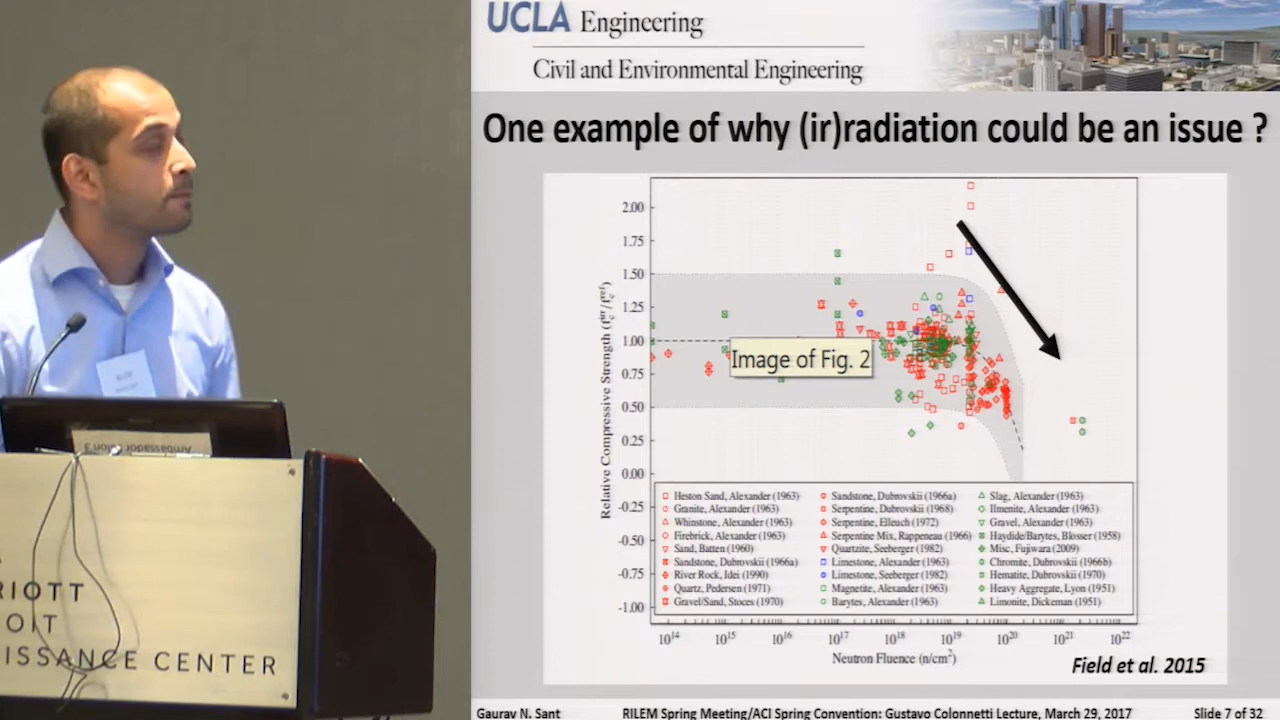 UCLA Engineering
Civil and Environmental Engineering
One example of why (ir)radiation could be an issue ?
2.00
1.75
1.50
1.25
1.00
0.75
0.50
0.25
0.00
-0.25
-0.50
-0.75
-1.00
Relative Compressive Strength
Image of Fig. 2
Heston Sand, Alexander (1963)
Granite, Alexander (1963)
Whinstone, Alexander (1963)
Firebrick, Alexander (1963)
Sand, Batten (1960)
Sandstone, Dubrovskii (1966a)
River Rock, Idei (1990)
Quartz, Pedersen (1971)
Gravel/Sand, Stoces (1970)
Sandstone, Dubrovskii (1966a)
Serpentine, Dubrovskii (1968)
Serpentine, Elleuch (1972)
Serpentine Mix, Rappeneau (1966)
Quartzite, Seeberger (1982)
Limestone, Alexander (1963)
Limestone, Seeberger (1982)
Magnetite, Alexander (1963)
Barytes, Alexander (1963)
Slag, Alexander (1963)
Ilmenite, Alexander (1963)
Gravel, Alexander (1963)
Haydide/Barytes, Blosser (1958)
Misc, Fujiwara (2009)
Chromite, Dubrovskii (1966b)
Hematite, Dubrovskii (1970)
Heavy Aggregate, Lyon (1951)
Limonite, Dickeman (1951)
10¹⁴ 10¹⁵ 10¹⁶ 10¹⁷ 10¹⁸ 10¹⁹ 10²⁰ 10²¹ 10²²
Neutron Fluence (n/cm²)
Field et al. 2015
Gaurav N. Sant RILEM Spring Meeting/ACI Spring Convention: Gustavo Colonnetti Lecture, March 29, 2017 Slide 7 of 32
Ambassador Salon 3
RIOTT
OIT
ISSANCE CENTER